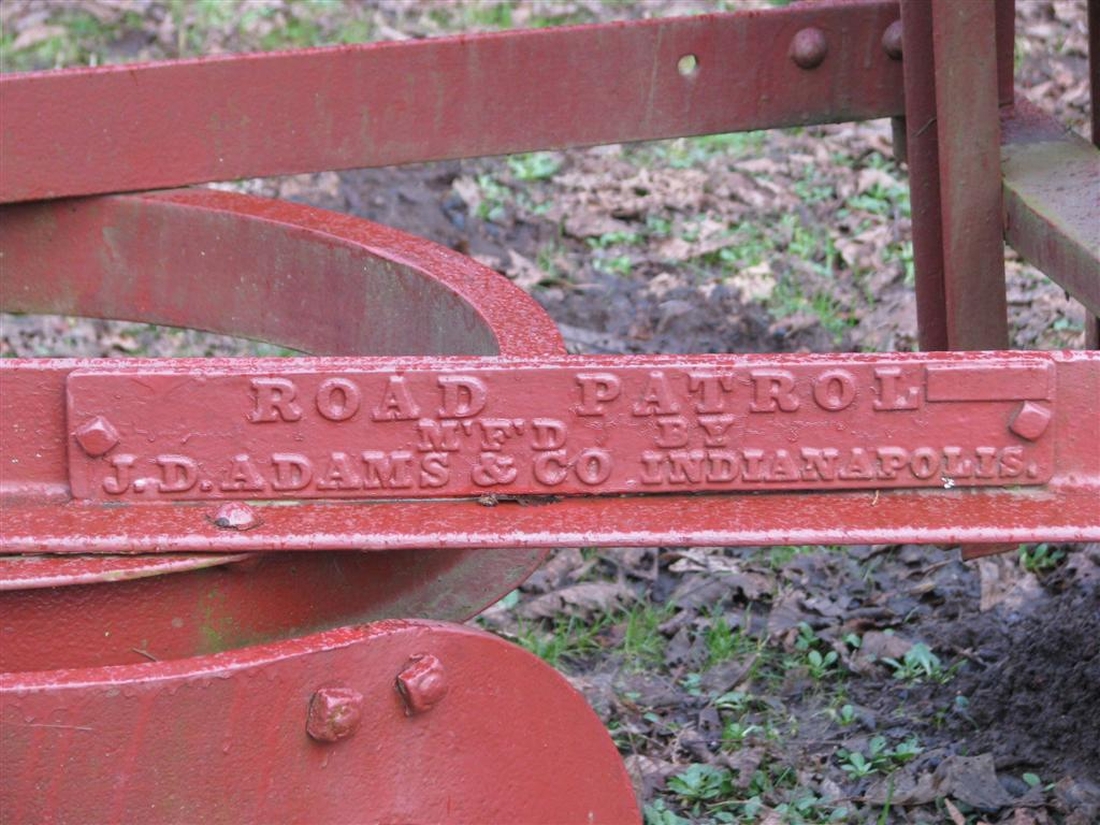 ROAD PATROL
M'F'D BY
J.D. ADAMS & CO INDIANAPOLIS.